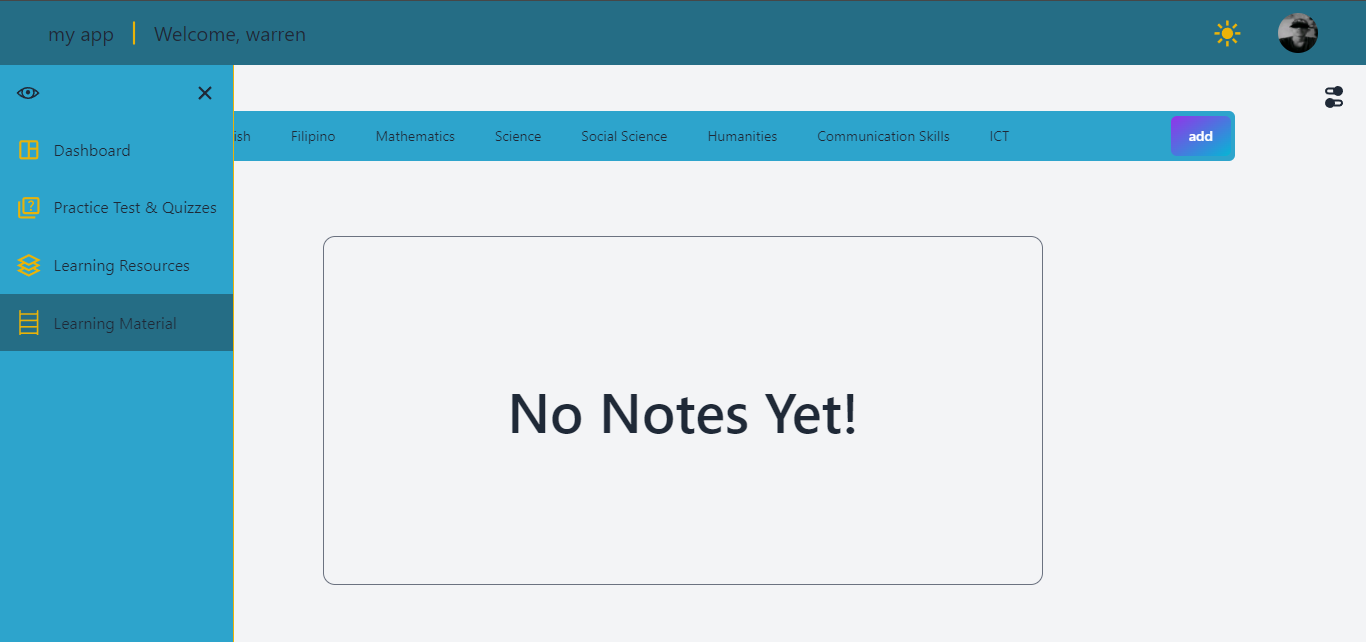 my app
Welcome, warren
Dashboard
Practice Test & Quizzes
Learning Resources
Learning Material
ish Filipino Mathematics Science Social Science Humanities Communication Skills ICT add
No Notes Yet!